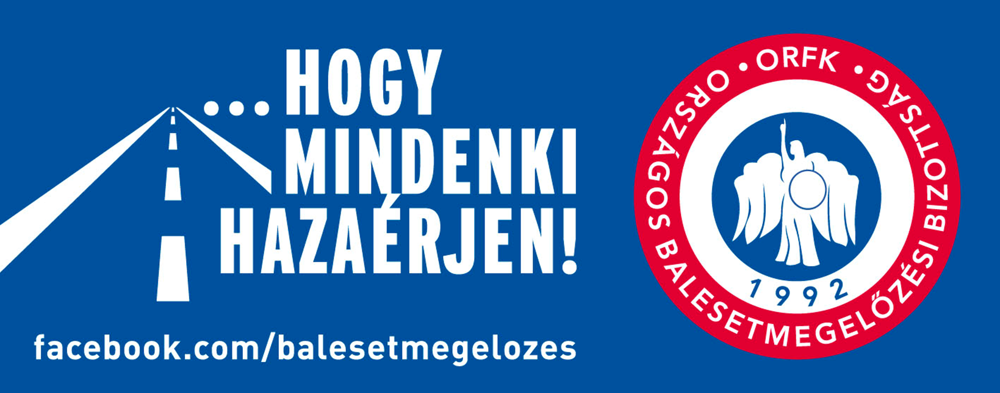 ...HOGY
MINDENKI
HAZAÉRJEN!
facebook.com/balesetmegelozes
• ORFK •
ORSZÁGOS BALESETMEGELŐZÉSI BIZOTTSÁG
1992